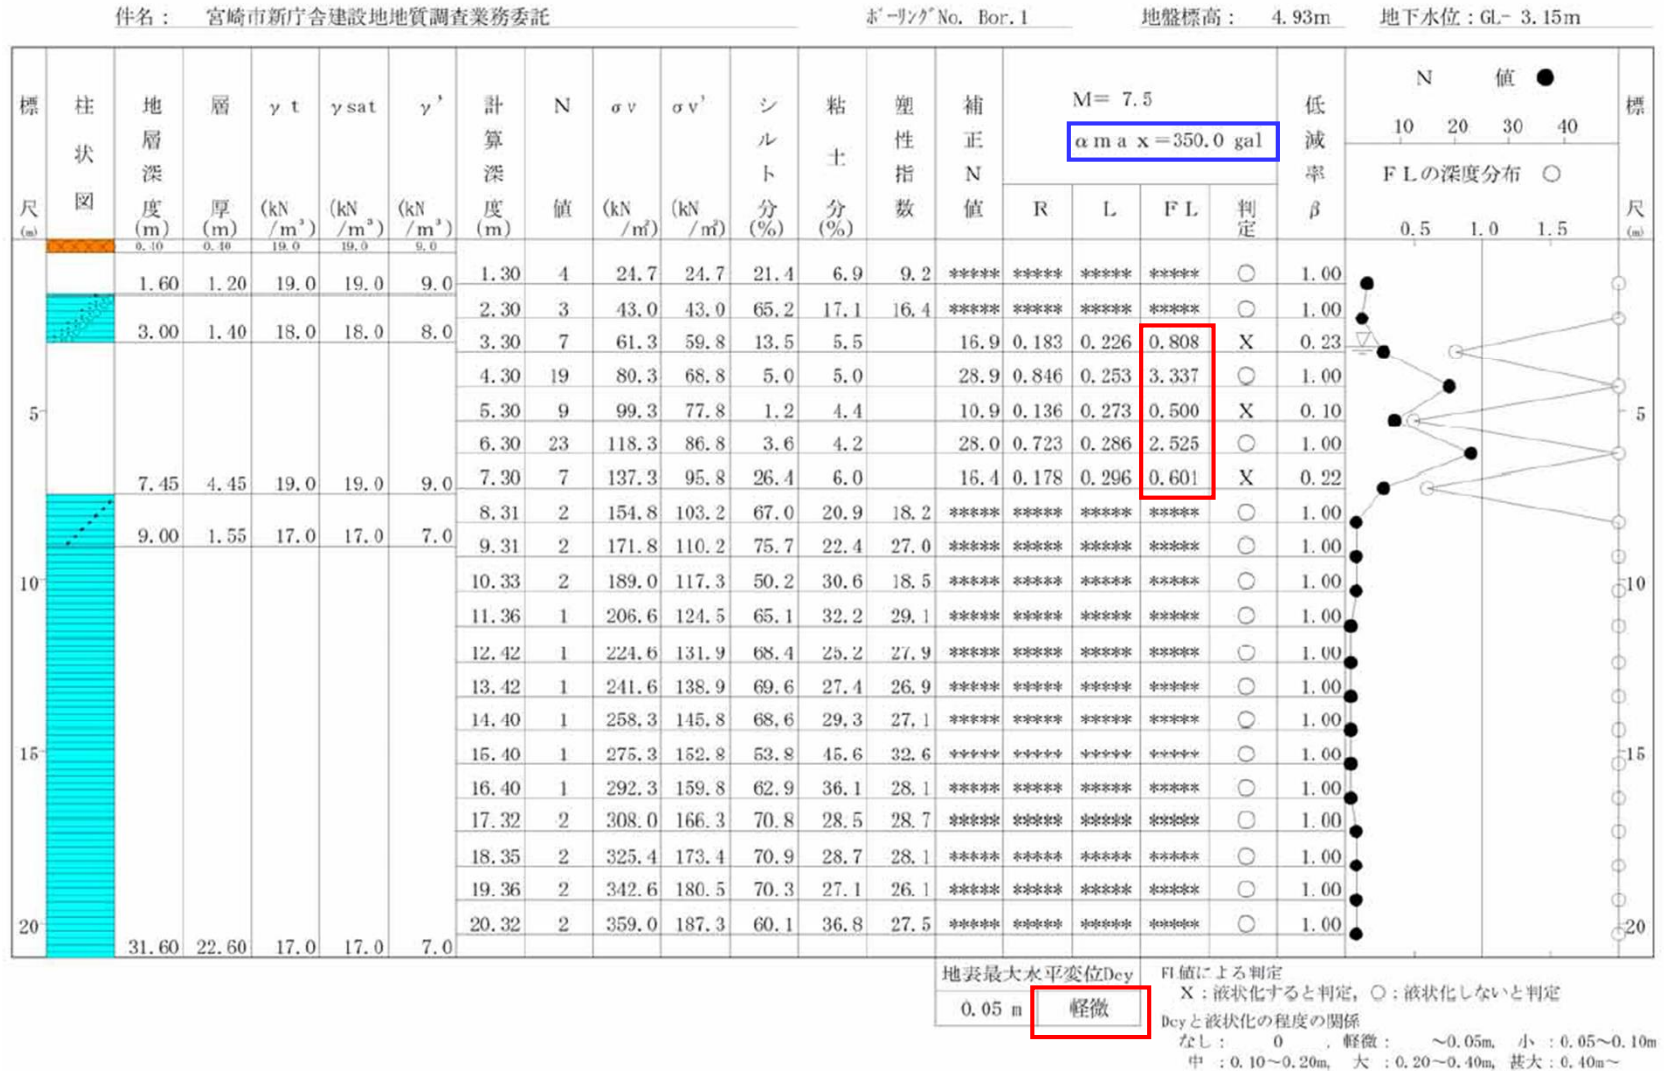 件名： 宮崎市新庁舎建設地地質調査業務委託 ﾎﾞｰﾘﾝｸﾞNo. Bor.1 地盤標高： 4.93m 地下水位：GL- 3.15m
標尺(m) 柱状図 地層深度(m) 層厚(m) γt(kN/m³) γsat(kN/m³) γ'(kN/m³) 計算深度(m) N値 σv(kN/㎡) σv'(kN/㎡) シルト分(%) 粘土分(%) 塑性指数 補正N値 M= 7.5 低減率β N 値 ● 標尺(m)
αmax=350.0 gal
10 20 30 40
R L FL 判定
FLの深度分布 ○
0.5 1.0 1.5
0.40 0.40 19.0 19.0 9.0
1.60 1.20 19.0 19.0 9.0
3.00 1.40 18.0 18.0 8.0
7.45 4.45 19.0 19.0 9.0
9.00 1.55 17.0 17.0 7.0
31.60 22.60 17.0 17.0 7.0
1.30 4 24.7 24.7 21.4 6.9 9.2 ***** ***** ***** ***** ○ 1.00
2.30 3 43.0 43.0 65.2 17.1 16.4 ***** ***** ***** ***** ○ 1.00
3.30 7 61.3 59.8 13.5 5.5 16.9 0.183 0.226 0.808 X 0.23
4.30 19 80.3 68.8 5.0 5.0 28.9 0.846 0.253 3.337 ○ 1.00
5.30 9 99.3 77.8 1.2 4.4 10.9 0.136 0.273 0.500 X 0.10
6.30 23 118.3 86.8 3.6 4.2 28.0 0.723 0.286 2.525 ○ 1.00
7.30 7 137.3 95.8 26.4 6.0 16.4 0.178 0.296 0.601 X 0.22
8.31 2 154.8 103.2 67.0 20.9 18.2 ***** ***** ***** ***** ○ 1.00
9.31 2 171.8 110.2 75.7 22.4 27.0 ***** ***** ***** ***** ○ 1.00
10.33 2 189.0 117.3 50.2 30.6 18.5 ***** ***** ***** ***** ○ 1.00
11.36 1 206.6 124.5 65.1 32.2 29.1 ***** ***** ***** ***** ○ 1.00
12.42 1 224.6 131.9 68.4 25.2 27.9 ***** ***** ***** ***** ○ 1.00
13.42 1 241.6 138.9 69.6 27.4 26.9 ***** ***** ***** ***** ○ 1.00
14.40 1 258.3 145.8 68.6 29.3 27.1 ***** ***** ***** ***** ○ 1.00
15.40 1 275.3 152.8 53.8 45.6 32.6 ***** ***** ***** ***** ○ 1.00
16.40 1 292.3 159.8 62.9 36.1 28.1 ***** ***** ***** ***** ○ 1.00
17.32 2 308.0 166.3 70.8 28.5 28.7 ***** ***** ***** ***** ○ 1.00
18.35 2 325.4 173.4 70.9 28.7 28.1 ***** ***** ***** ***** ○ 1.00
19.36 2 342.6 180.5 70.3 27.1 26.1 ***** ***** ***** ***** ○ 1.00
20.32 2 359.0 187.3 60.1 36.8 27.5 ***** ***** ***** ***** ○ 1.00
5 5
10 10
15 15
20 20
地表最大水平変位Dcy
0.05 m 軽微
FL値による判定
X：液状化すると判定, ○：液状化しないと判定
Dcyと液状化の程度の関係
なし： 0 , 軽微： ～0.05m, 小 ：0.05～0.10m
中 ：0.10～0.20m, 大 ：0.20～0.40m, 甚大：0.40m～